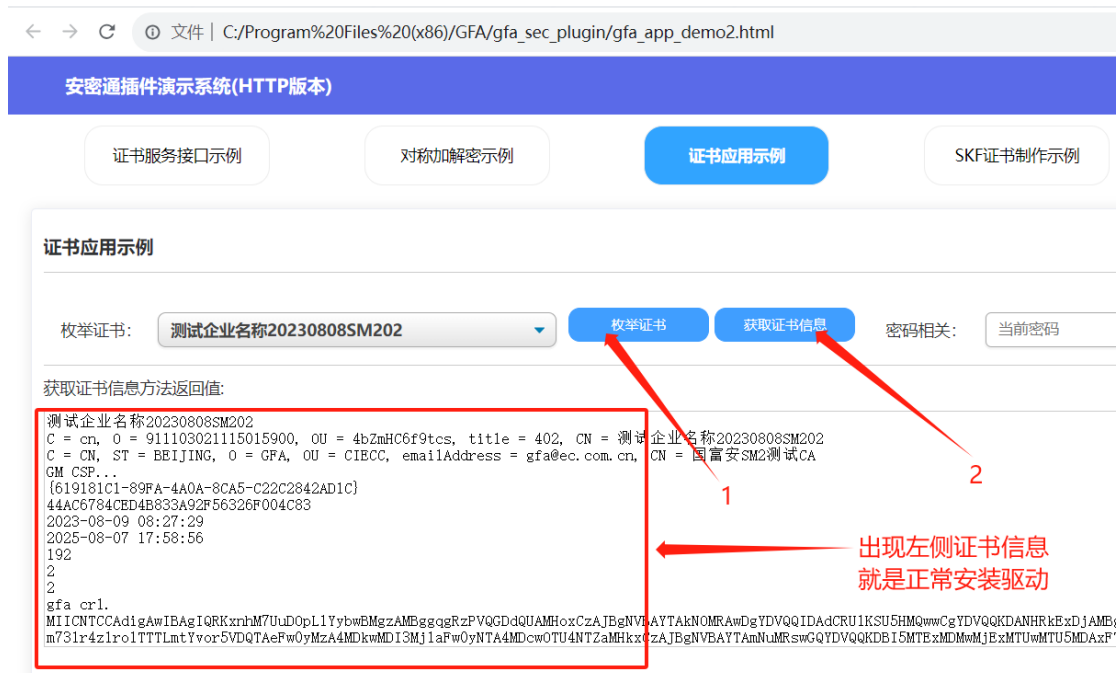 文件 | C:/Program%20Files%20(x86)/GFA/gfa_sec_plugin/gfa_app_demo2.html
安密通插件演示系统(HTTP版本)
证书服务接口示例 对称加解密示例 证书应用示例 SKF证书制作示例
证书应用示例
枚举证书: 测试企业名称20230808SM202 枚举证书 获取证书信息 密码相关: 当前密码
获取证书信息方法返回值:
测试企业名称20230808SM202
C = cn, O = 911103021115015900, OU = 4bZmHC6f9tcs, title = 402, CN = 测试企业名称20230808SM202
C = CN, ST = BEIJING, O = GFA, OU = CIECC, emailAddress = gfa@ec.com.cn, CN = 国富安SM2测试CA
GM CSP...
{619181C1-89FA-4A0A-8CA5-C22C2842AD1C}
44AC6784CED4B833A92F56326F004C83
2023-08-09 08:27:29
2025-08-07 17:58:56
192
2
2
gfa crl.
1
2
出现左侧证书信息
就是正常安装驱动